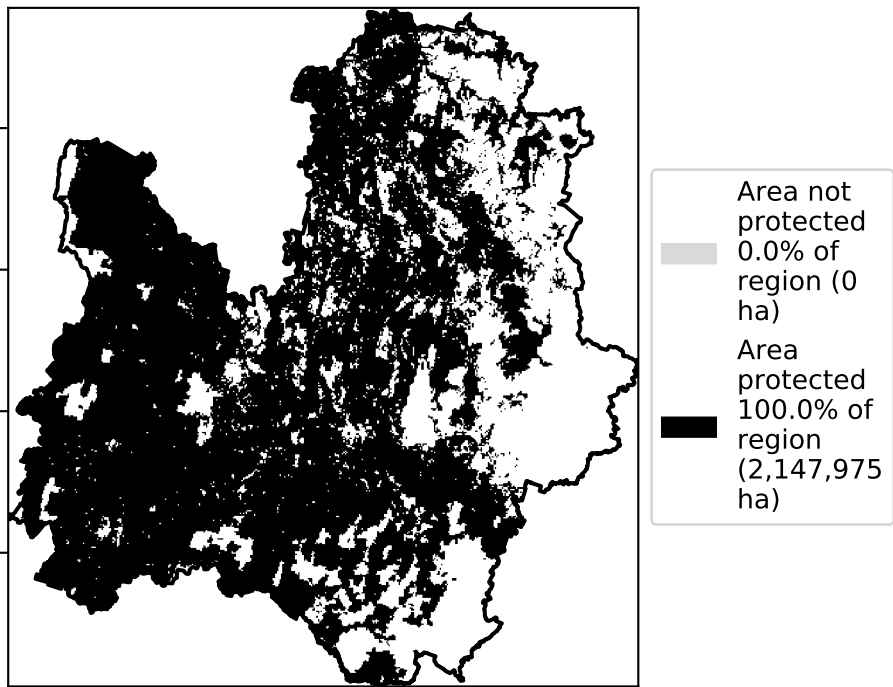 Area not
protected
0.0% of
region (0
ha)
Area
protected
100.0% of
region
(2,147,975
ha)